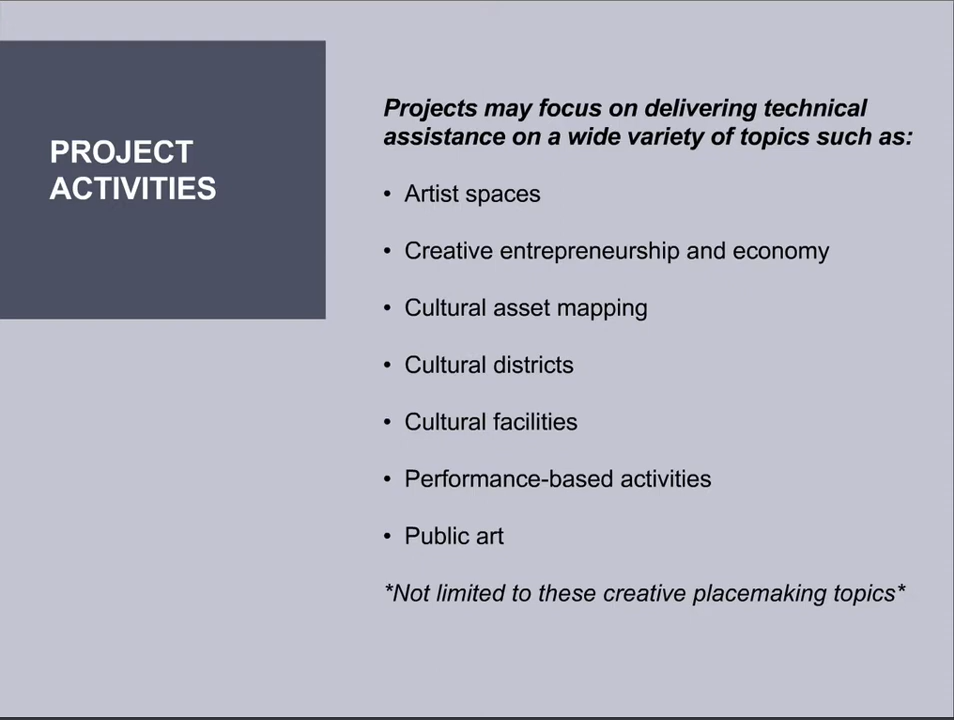 PROJECT
ACTIVITIES
Projects may focus on delivering technical
assistance on a wide variety of topics such as:
• Artist spaces
• Creative entrepreneurship and economy
• Cultural asset mapping
• Cultural districts
• Cultural facilities
• Performance-based activities
• Public art
*Not limited to these creative placemaking topics*